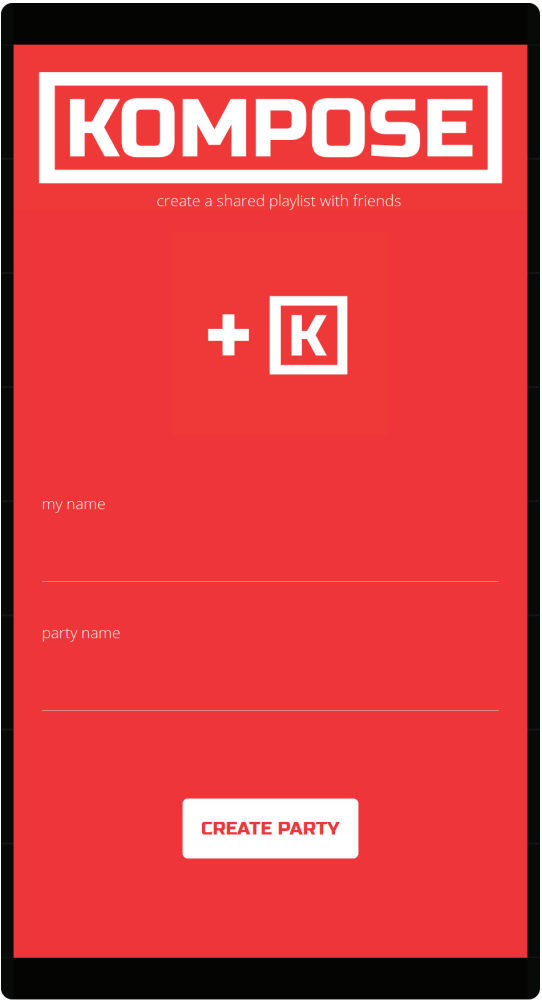 KOMPOSE
create a shared playlist with friends
+ K
my name
party name
CREATE PARTY